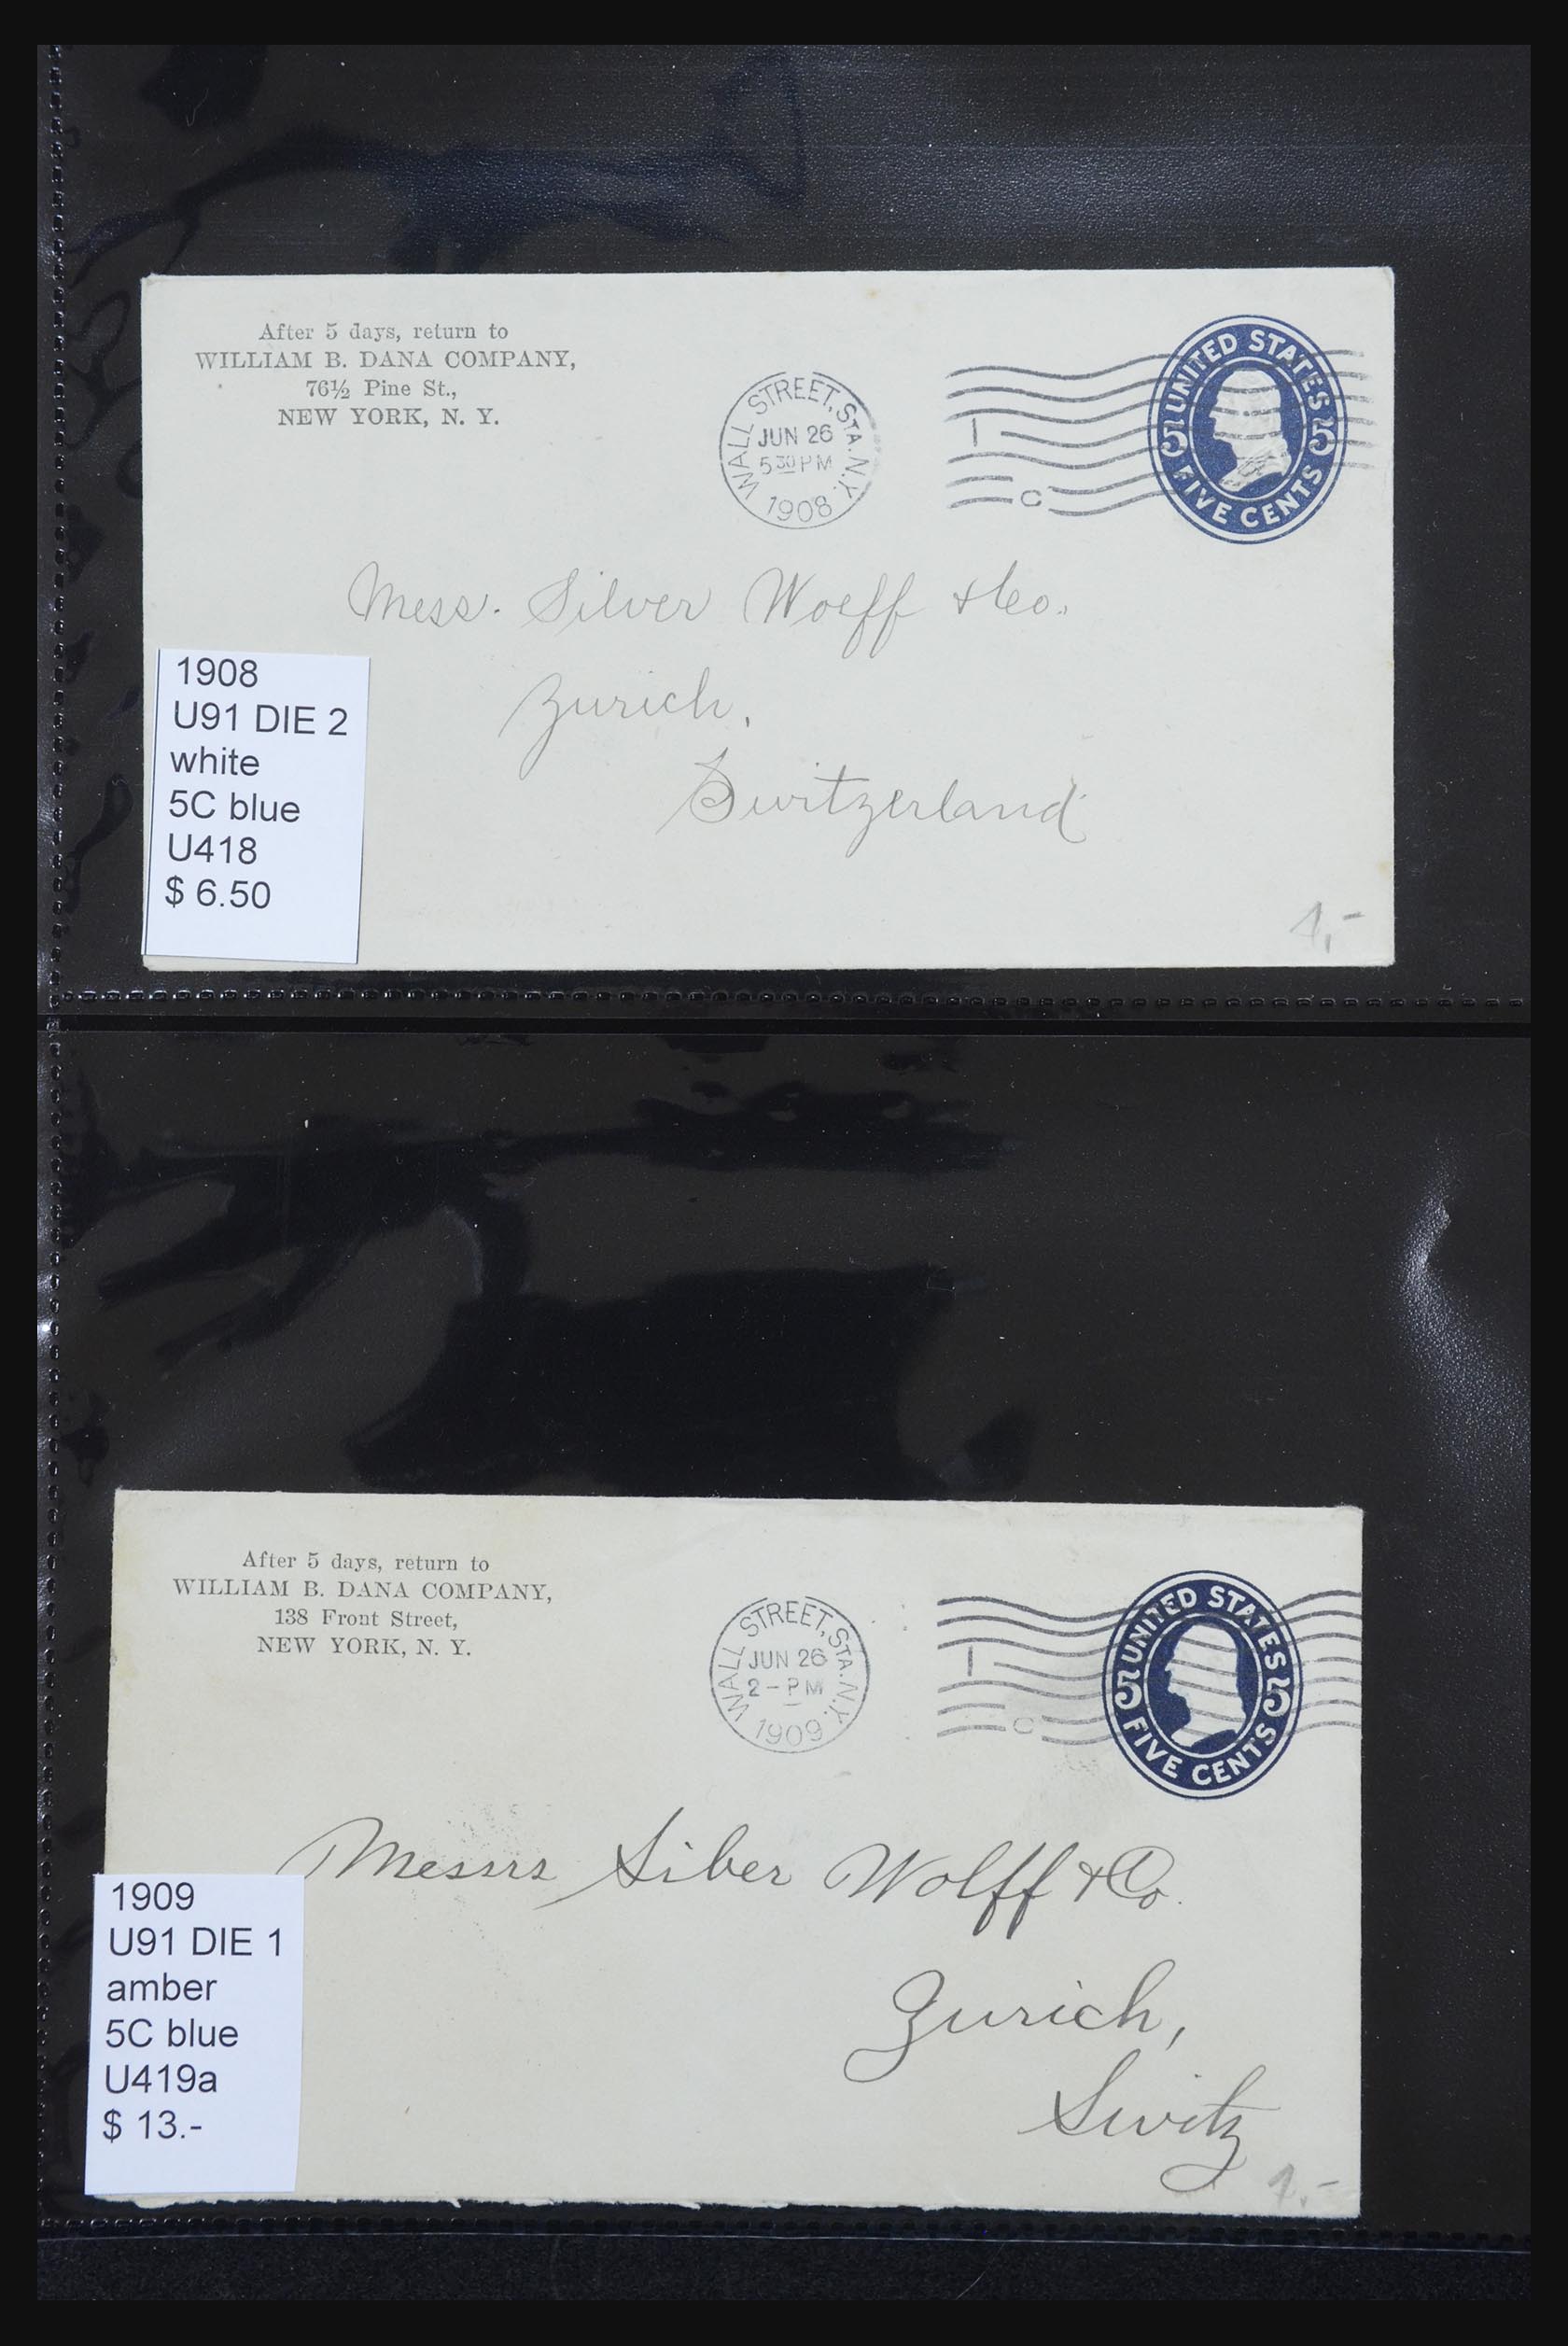 After 5 days, return to
WILLIAM B. DANA COMPANY,
76½ Pine St.,
NEW YORK, N. Y.
WALL STREET, STA. N.Y.
JUN 26
5 30 PM
1908
1
C
UNITED STATES
5 5
FIVE CENTS
Mess. Silver Woeff & Co.
Zurich,
Switzerland
1908
U91 DIE 2
white
5C blue
U418
$ 6.50
1,-
After 5 days, return to
WILLIAM B. DANA COMPANY,
138 Front Street,
NEW YORK, N. Y.
WALL STREET, STA. N.Y.
JUN 26
2 - PM
1909
1
C
UNITED STATES
5 5
FIVE CENTS
Messrs Siber Wolff & Co.
Zurich,
Switz
1909
U91 DIE 1
amber
5C blue
U419a
$ 13.-
1,-